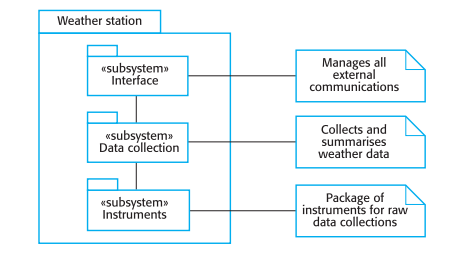 Weather station
«subsystem»
Interface
Manages all
external
communications
«subsystem»
Data collection
Collects and
summarises
weather data
«subsystem»
Instruments
Package of
instruments for raw
data collections